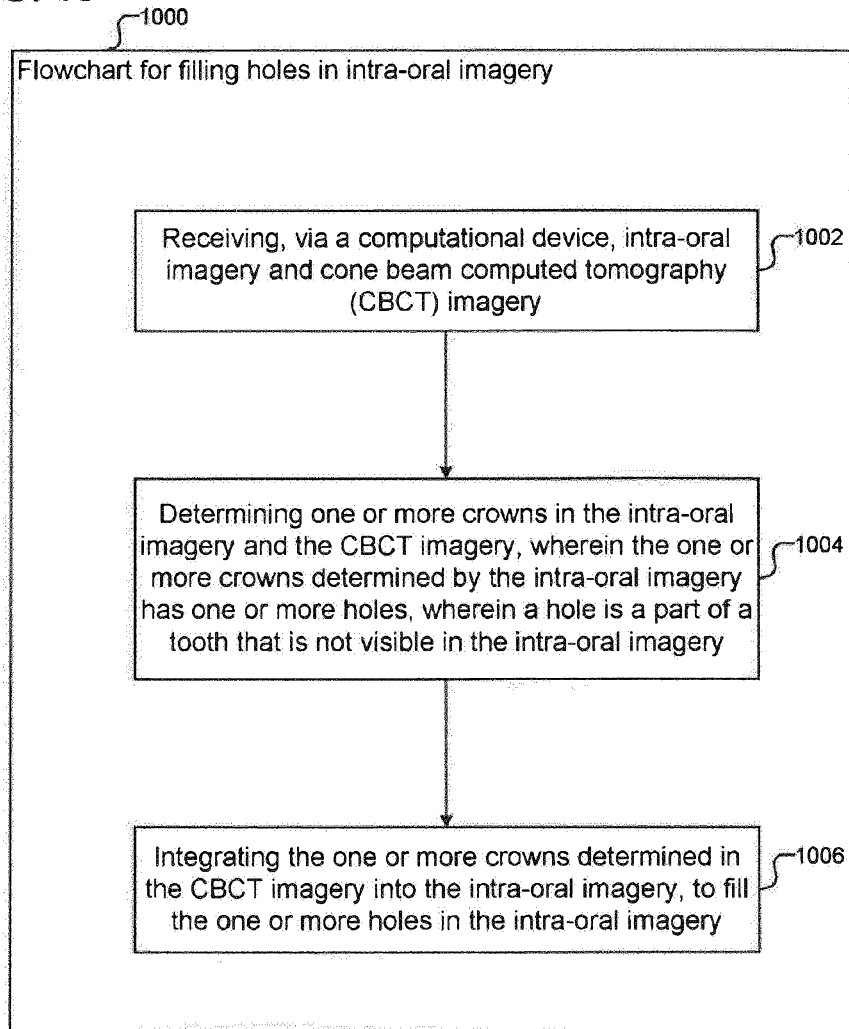 1000
Flowchart for filling holes in intra-oral imagery
Receiving, via a computational device, intra-oral
imagery and cone beam computed tomography
(CBCT) imagery
1002
Determining one or more crowns in the intra-oral
imagery and the CBCT imagery, wherein the one or
more crowns determined by the intra-oral imagery
has one or more holes, wherein a hole is a part of a
tooth that is not visible in the intra-oral imagery
1004
Integrating the one or more crowns determined in
the CBCT imagery into the intra-oral imagery, to fill
the one or more holes in the intra-oral imagery
1006